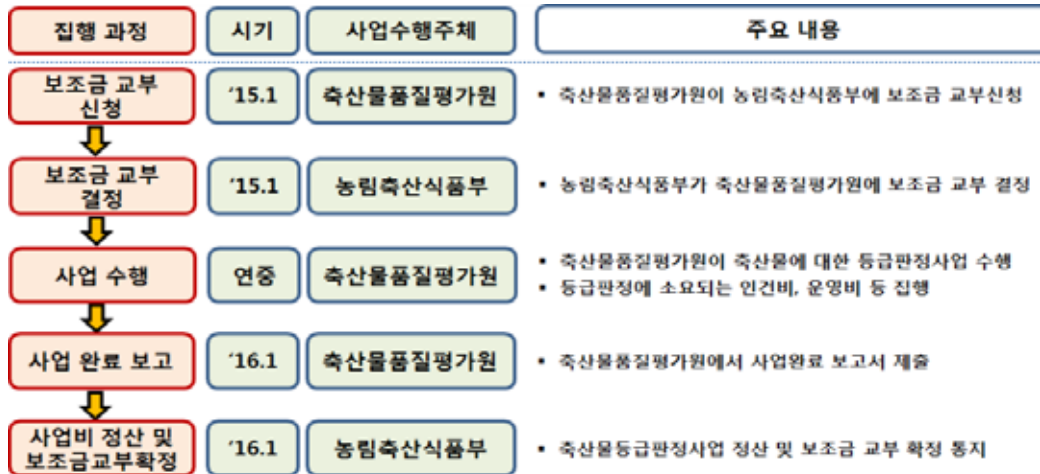 집행 과정
시기
사업수행주체
주요 내용
보조금 교부
신청
‘15.1
축산물품질평가원
▪ 축산물품질평가원이 농림축산식품부에 보조금 교부신청
보조금 교부
결정
‘15.1
농림축산식품부
▪ 농림축산식품부가 축산물품질평가원에 보조금 교부 결정
사업 수행
연중
축산물품질평가원
▪ 축산물품질평가원이 축산물에 대한 등급판정사업 수행
▪ 등급판정에 소요되는 인건비, 운영비 등 집행
사업 완료 보고
‘16.1
축산물품질평가원
▪ 축산물품질평가원에서 사업완료 보고서 제출
사업비 정산 및
보조금교부확정
‘16.1
농림축산식품부
▪ 축산물등급판정사업 정산 및 보조금 교부 확정 통지